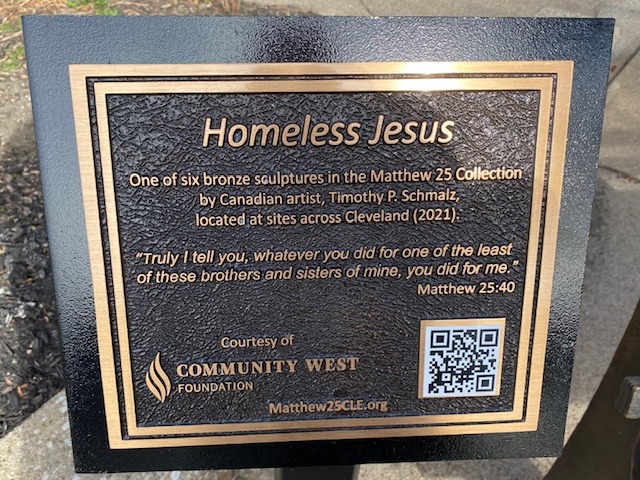 Homeless Jesus
One of six bronze sculptures in the Matthew 25 Collection
by Canadian artist, Timothy P. Schmalz,
located at sites across Cleveland (2021).
"Truly I tell you, whatever you did for one of the least
of these brothers and sisters of mine, you did for me."
Matthew 25:40
Courtesy of
COMMUNITY WEST
FOUNDATION
Matthew25CLE.org